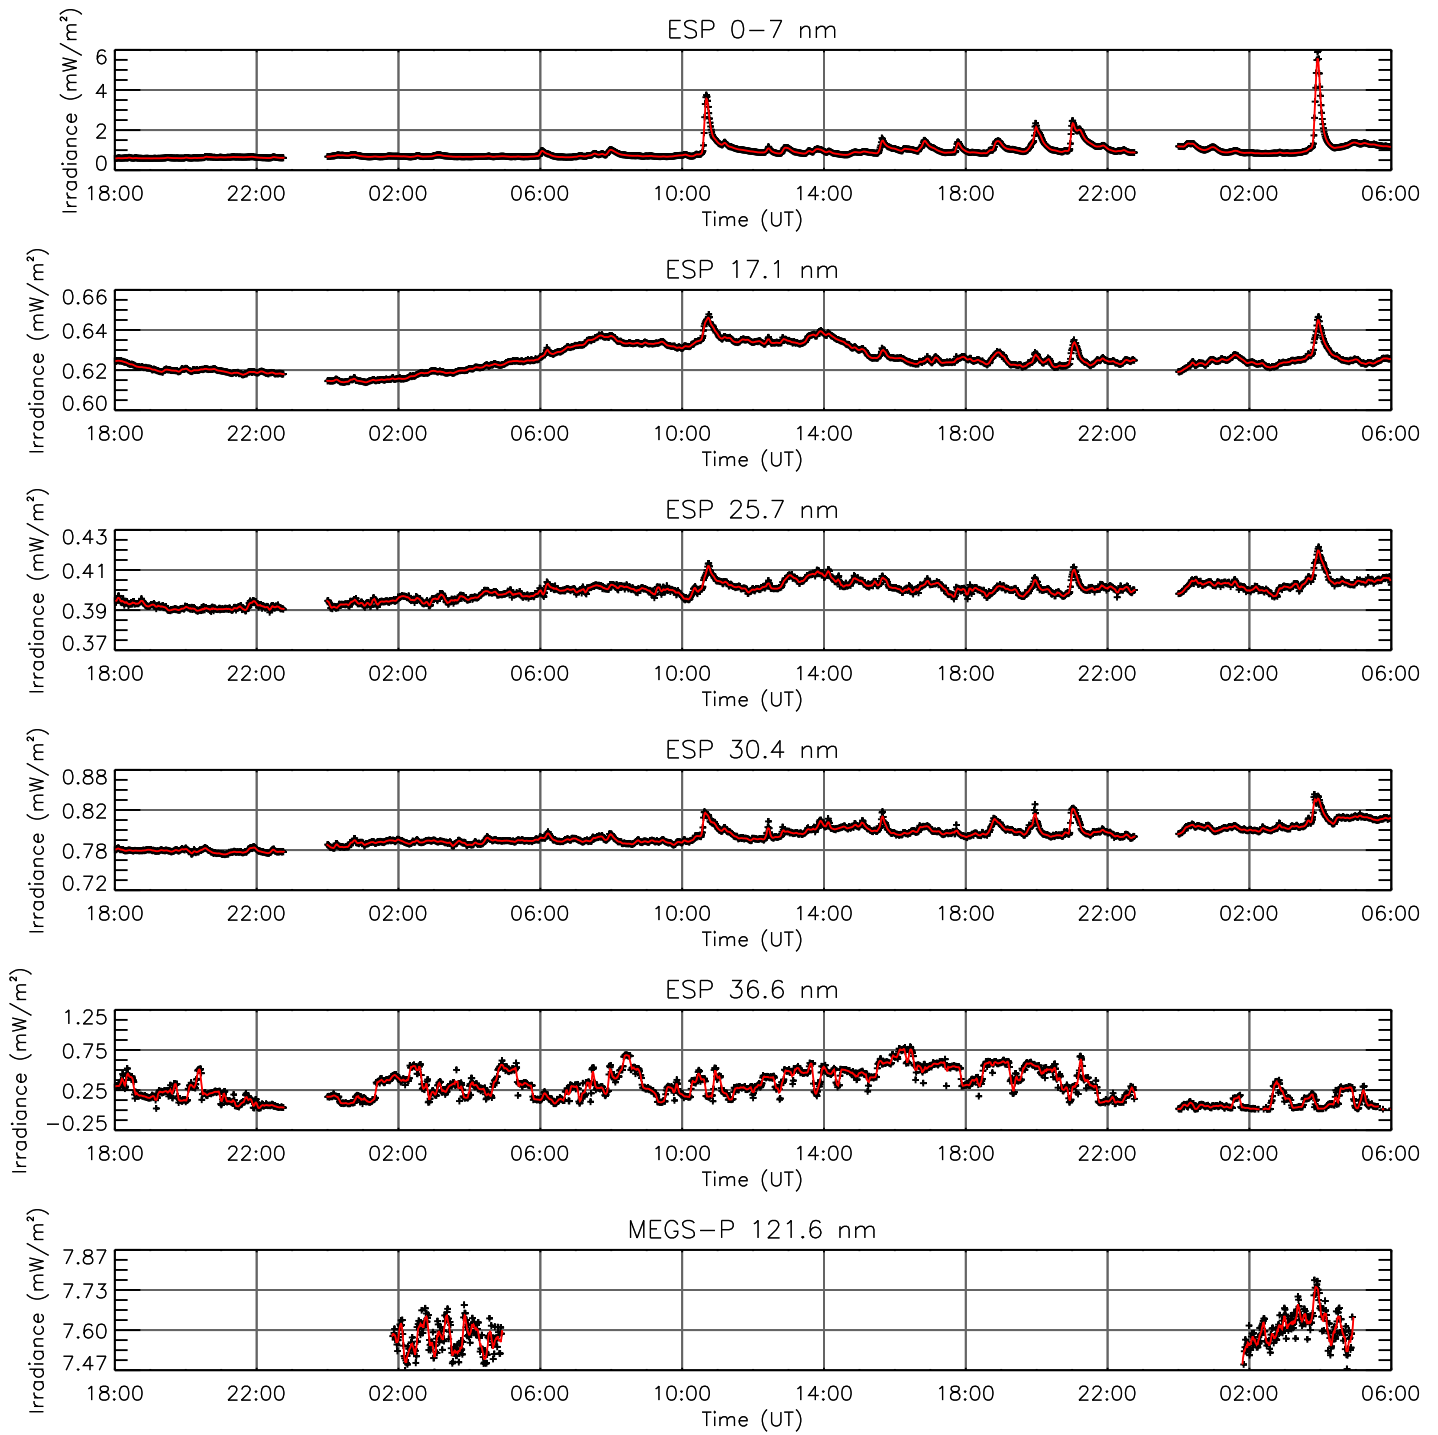 ESP 0−7 nm
Irradiance (mW/m²)
6
4
2
0
18:00 22:00 02:00 06:00 10:00 14:00 18:00 22:00 02:00 06:00
Time (UT)
ESP 17.1 nm
Irradiance (mW/m²)
0.66
0.64
0.62
0.60
18:00 22:00 02:00 06:00 10:00 14:00 18:00 22:00 02:00 06:00
Time (UT)
ESP 25.7 nm
Irradiance (mW/m²)
0.43
0.41
0.39
0.37
18:00 22:00 02:00 06:00 10:00 14:00 18:00 22:00 02:00 06:00
Time (UT)
ESP 30.4 nm
Irradiance (mW/m²)
0.88
0.82
0.78
0.72
18:00 22:00 02:00 06:00 10:00 14:00 18:00 22:00 02:00 06:00
Time (UT)
ESP 36.6 nm
Irradiance (mW/m²)
1.25
0.75
0.25
−0.25
18:00 22:00 02:00 06:00 10:00 14:00 18:00 22:00 02:00 06:00
Time (UT)
MEGS−P 121.6 nm
Irradiance (mW/m²)
7.87
7.73
7.60
7.47
18:00 22:00 02:00 06:00 10:00 14:00 18:00 22:00 02:00 06:00
Time (UT)